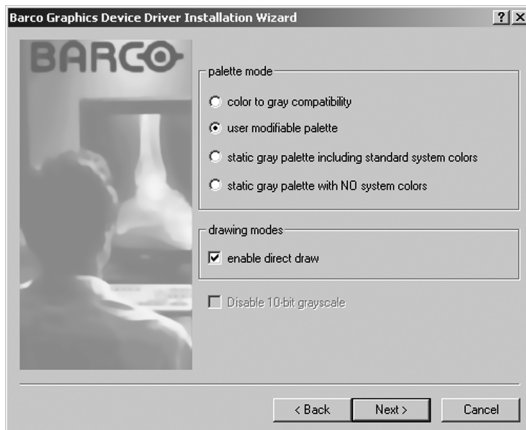 Barco Graphics Device Driver Installation Wizard
BARCO
palette mode
color to gray compatibility
user modifiable palette
static gray palette including standard system colors
static gray palette with NO system colors
drawing modes
enable direct draw
Disable 10-bit grayscale
< Back
Next >
Cancel